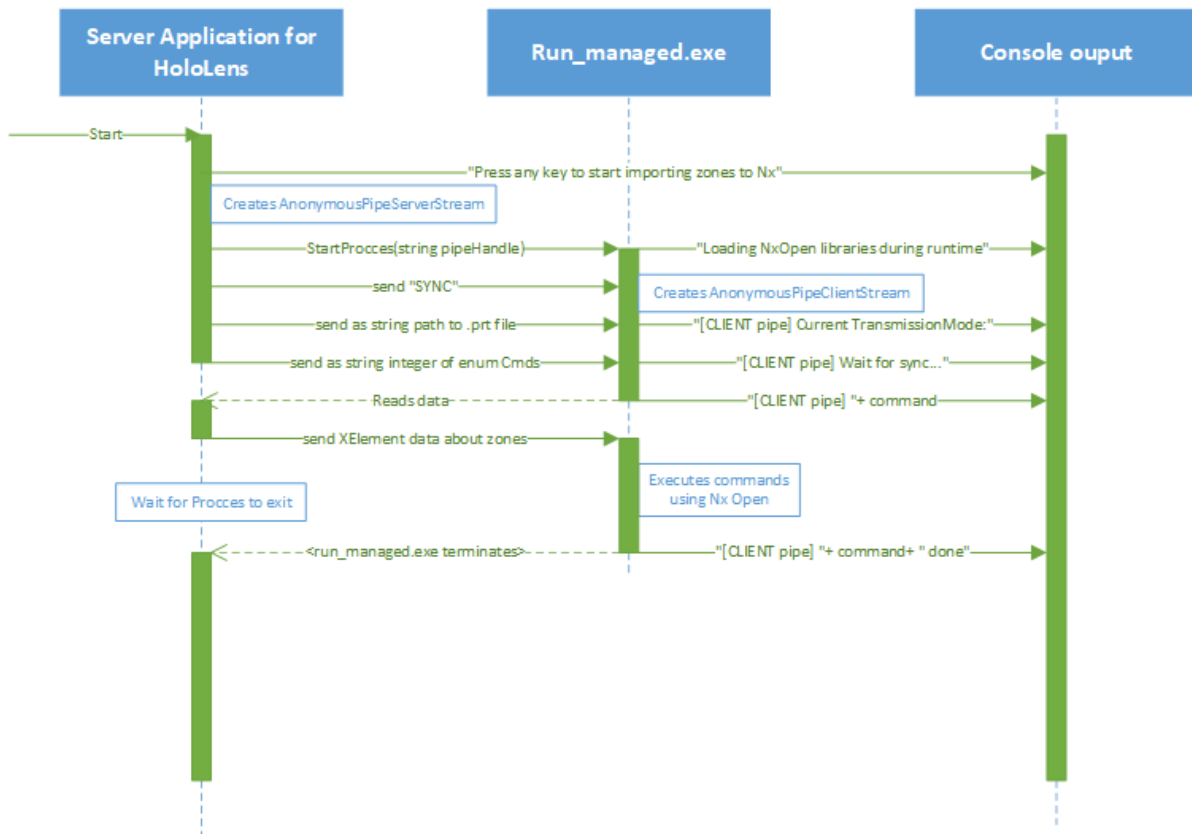 Server Application for
HoloLens
Run_managed.exe
Console ouput
Start
"Press any key to start importing zones to Nx"
Creates AnonymousPipeServerStream
StartProcces(string pipeHandle)
"Loading NxOpen libraries during runtime"
send "SYNC"
Creates AnonymousPipeClientStream
send as string path to .prt file
"[CLIENT pipe] Current TransmissionMode:"
send as string integer of enum Cmds
"[CLIENT pipe] Wait for sync..."
Reads data
"[CLIENT pipe] "+ command
send XElement data about zones
Executes commands
using Nx Open
Wait for Procces to exit
<run_managed.exe terminates>
"[CLIENT pipe] "+ command+ " done"